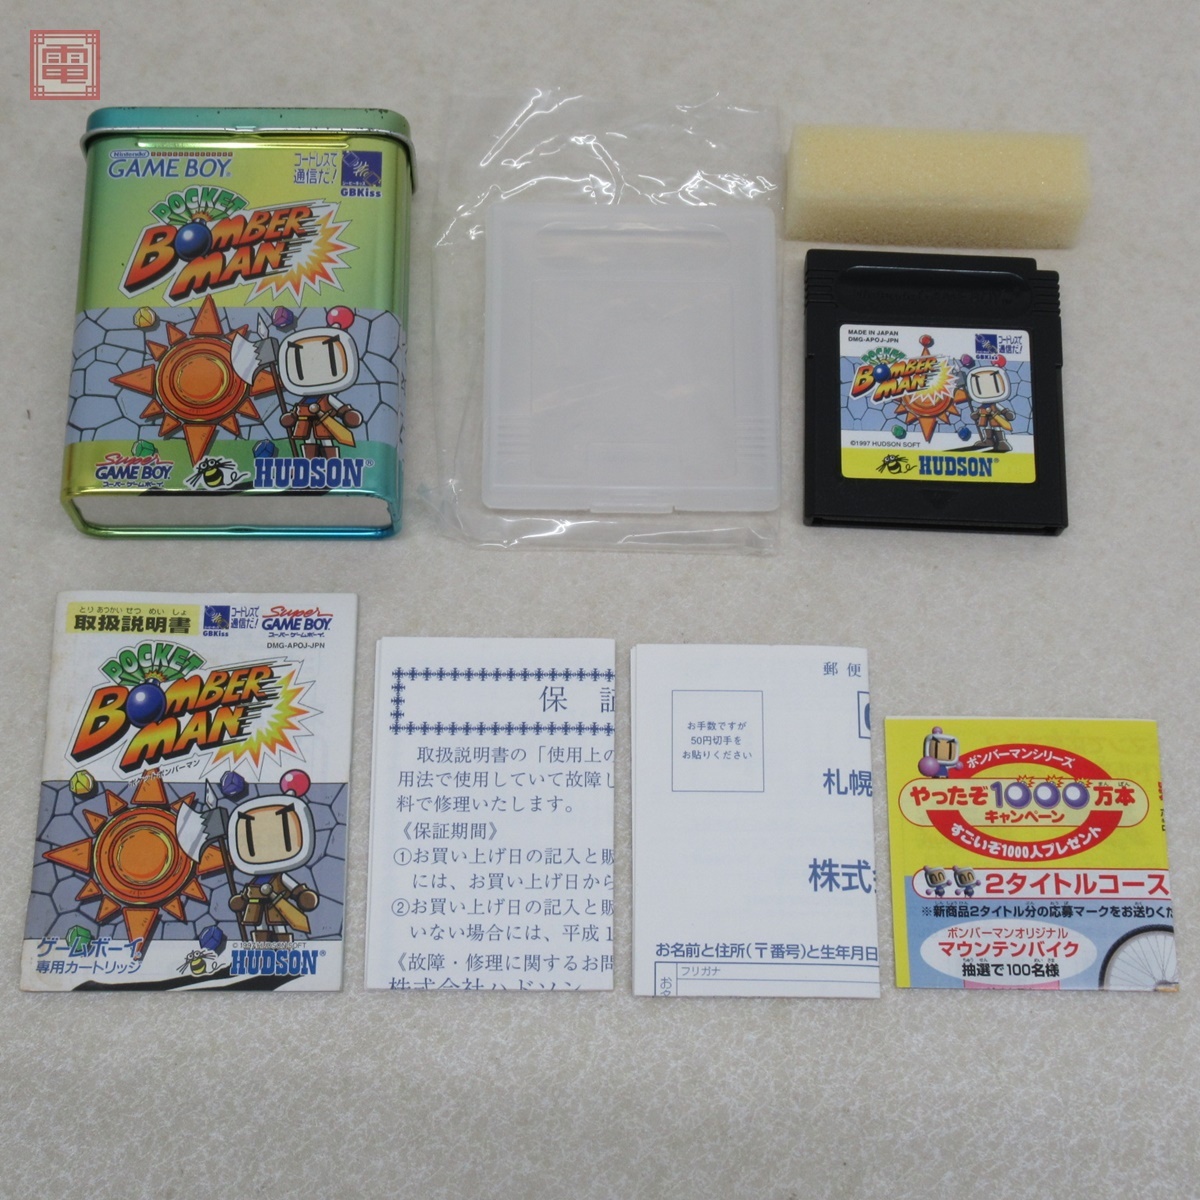 電
Nintendo
GAME BOY
コードレスで
通信だ!
GBKiss
POCKET
BOMBER
MAN
Super
GAME BOY
スーパーゲームボーイ
HUDSON
MADE IN JAPAN
DMG-APOJ-JPN
コードレスで
通信だ!
GBKiss
POCKET
BOMBER
MAN
©1997 HUDSON SOFT
HUDSON
とりあつかいせつめいしょ
取扱説明書
GBKiss
コードレスで
通信だ!
Super
GAME BOY
スーパーゲームボーイ
DMG-APOJ-JPN
POCKET
BOMBER
MAN
ポケットボンバーマン
ゲームボーイ
専用カートリッジ
©1997 HUDSON SOFT
HUDSON
保 証
取扱説明書の「使用上の
用法で使用していて故障し
料で修理いたします。
《保証期間》
①お買い上げ日の記入と販
には、お買い上げ日から
②お買い上げ日の記入と販
いない場合には、平成1
《故障・修理に関するお問
株式会社ハドソン
郵便
お手数ですが
50円切手を
お貼りください
札幌
株式
お名前と住所(〒番号)と生年月日
フリガナ
お名
ボンバーマンシリーズ
やったぞ1000万本
キャンペーン
すごいぞ1000人プレゼント
2タイトルコース
※新商品2タイトル分の応募マークをお送りくだ
ボンバーマンオリジナル
マウンテンバイク
抽選で100名様